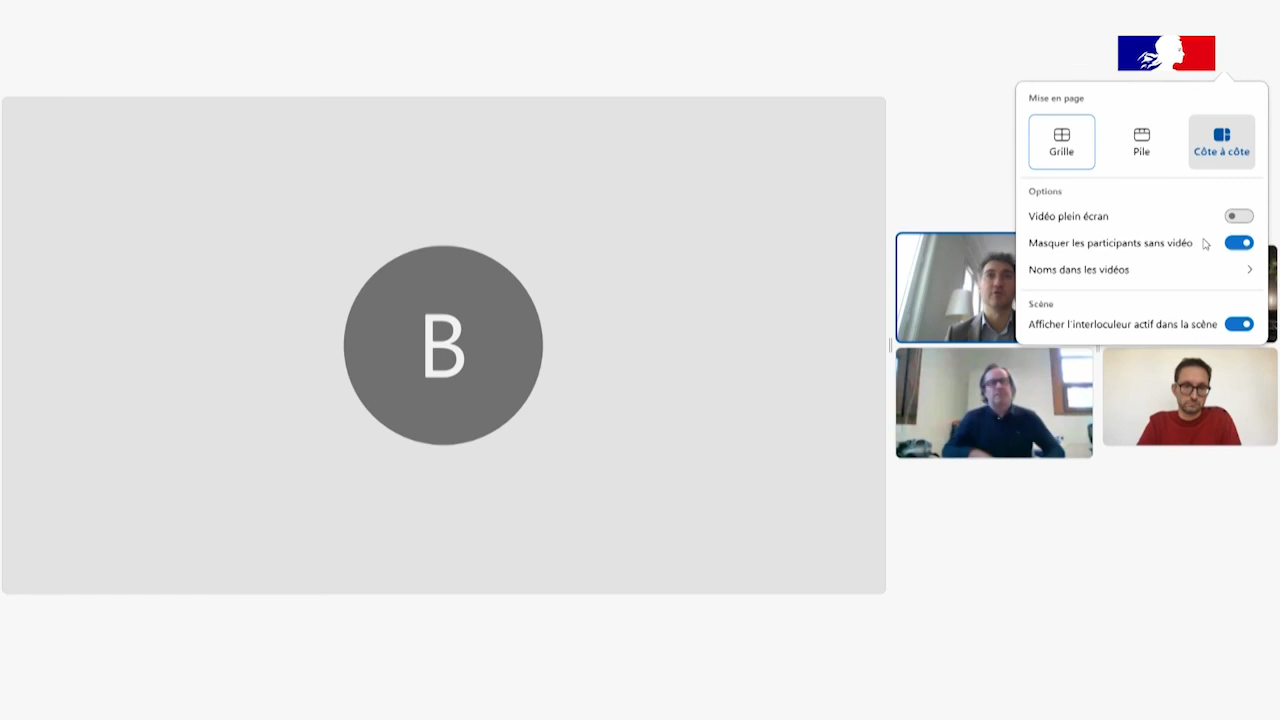 Mise en page
Grille
Pile
Côte à côte
Options
Vidéo plein écran
Masquer les participants sans vidéo
Noms dans les vidéos
Scène
Afficher l'interloculeur actif dans la scène
B